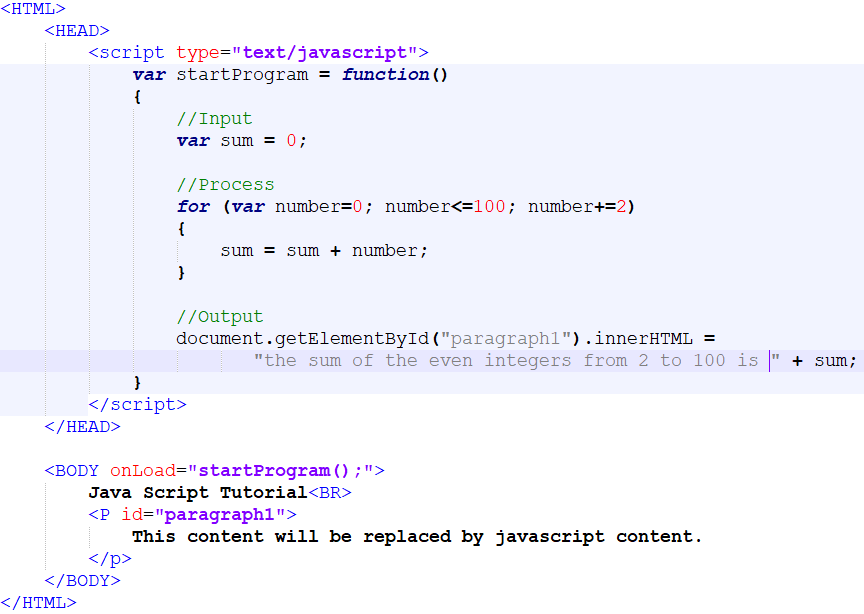 <HTML>
<HEAD>
<script type="text/javascript">
var startProgram = function()
{
//Input
var sum = 0;
//Process
for (var number=0; number<=100; number+=2)
{
sum = sum + number;
}
//Output
document.getElementById("paragraph1").innerHTML =
"the sum of the even integers from 2 to 100 is " + sum;
}
</script>
</HEAD>
<BODY onLoad="startProgram();">
Java Script Tutorial<BR>
<P id="paragraph1">
This content will be replaced by javascript content.
</p>
</BODY>
</HTML>